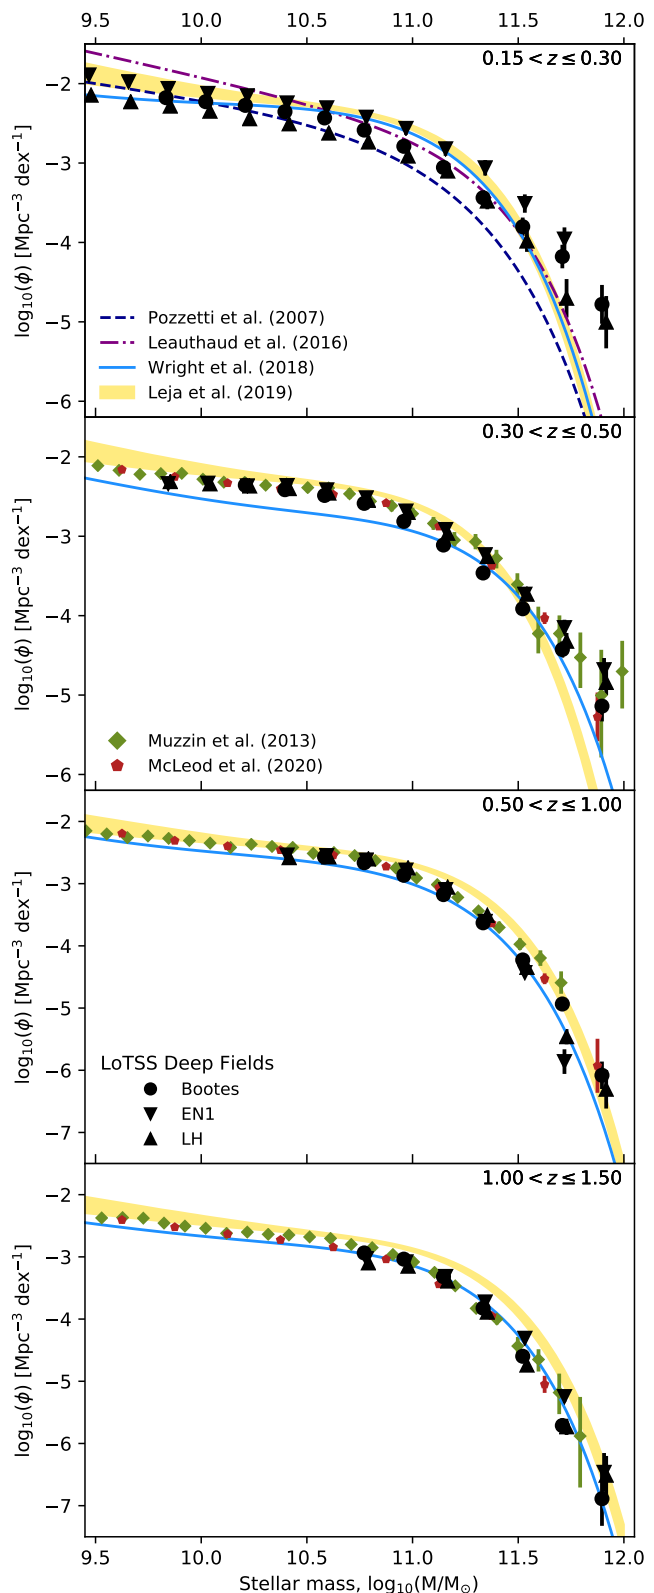 9.5 10.0 10.5 11.0 11.5 12.0
0.15 < z ≤ 0.30
−2
−3
−4
−5
−6
log₁₀(ϕ) [Mpc⁻³ dex⁻¹]
Pozzetti et al. (2007)
Leauthaud et al. (2016)
Wright et al. (2018)
Leja et al. (2019)
0.30 < z ≤ 0.50
−2
−3
−4
−5
−6
log₁₀(ϕ) [Mpc⁻³ dex⁻¹]
Muzzin et al. (2013)
McLeod et al. (2020)
0.50 < z ≤ 1.00
−2
−3
−4
−5
−6
−7
log₁₀(ϕ) [Mpc⁻³ dex⁻¹]
LoTSS Deep Fields
Bootes
EN1
LH
1.00 < z ≤ 1.50
−2
−3
−4
−5
−6
−7
log₁₀(ϕ) [Mpc⁻³ dex⁻¹]
9.5 10.0 10.5 11.0 11.5 12.0
Stellar mass, log₁₀(M/M⊙)